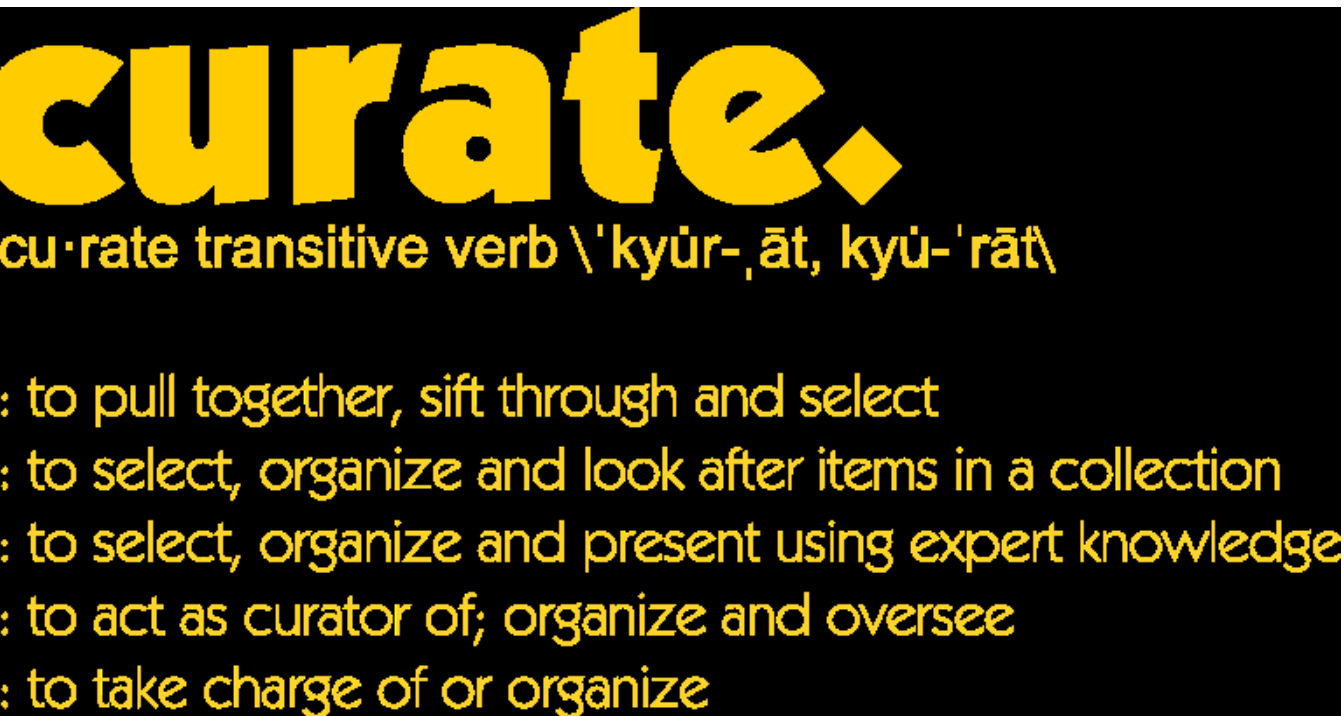 curate.
cu·rate transitive verb \ˈkyu̇r-ˌāt, kyu̇-ˈrāt\
: to pull together, sift through and select
: to select, organize and look after items in a collection
: to select, organize and present using expert knowledge
: to act as curator of; organize and oversee
: to take charge of or organize